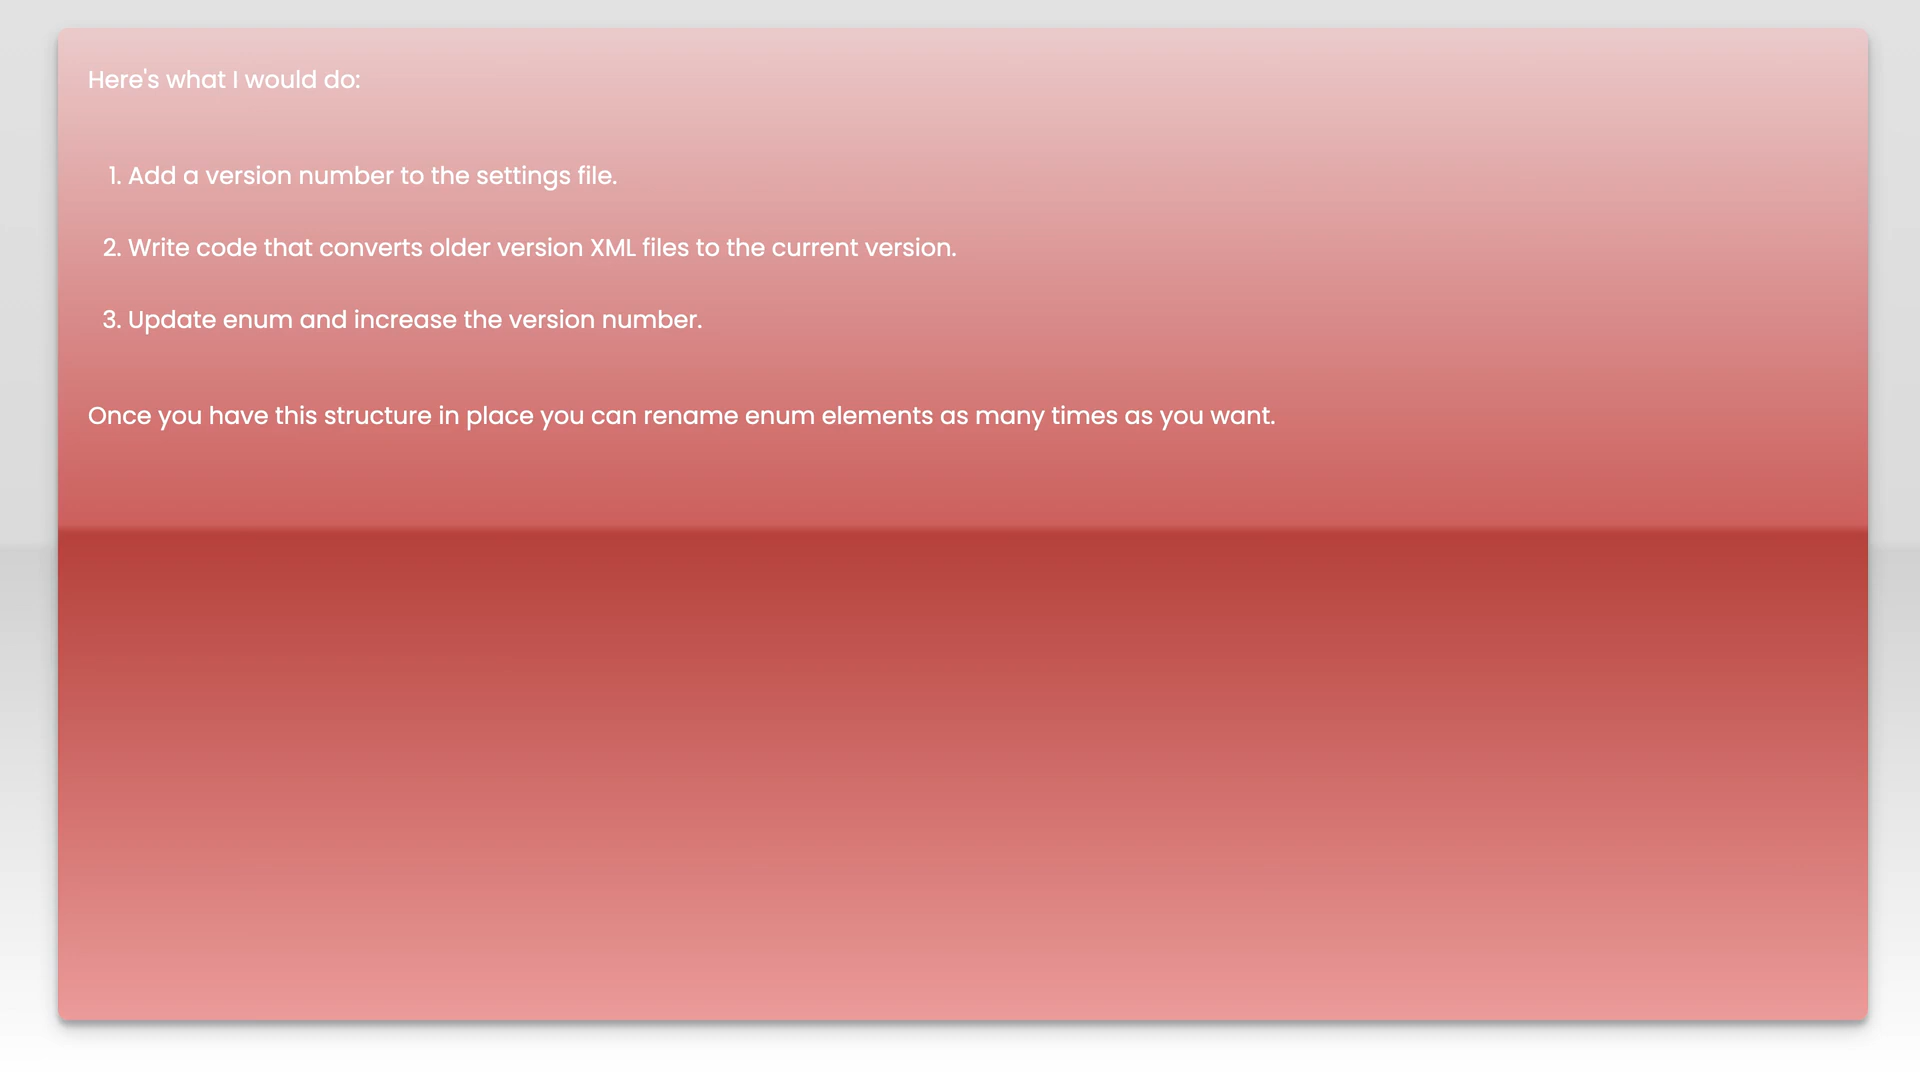 Here's what I would do:
1. Add a version number to the settings file.
2. Write code that converts older version XML files to the current version.
3. Update enum and increase the version number.
Once you have this structure in place you can rename enum elements as many times as you want.